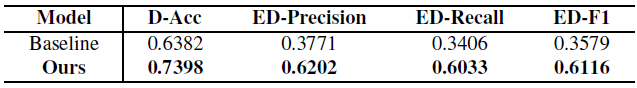 Model D-Acc ED-Precision ED-Recall ED-F1
Baseline 0.6382 0.3771 0.3406 0.3579
Ours 0.7398 0.6202 0.6033 0.6116